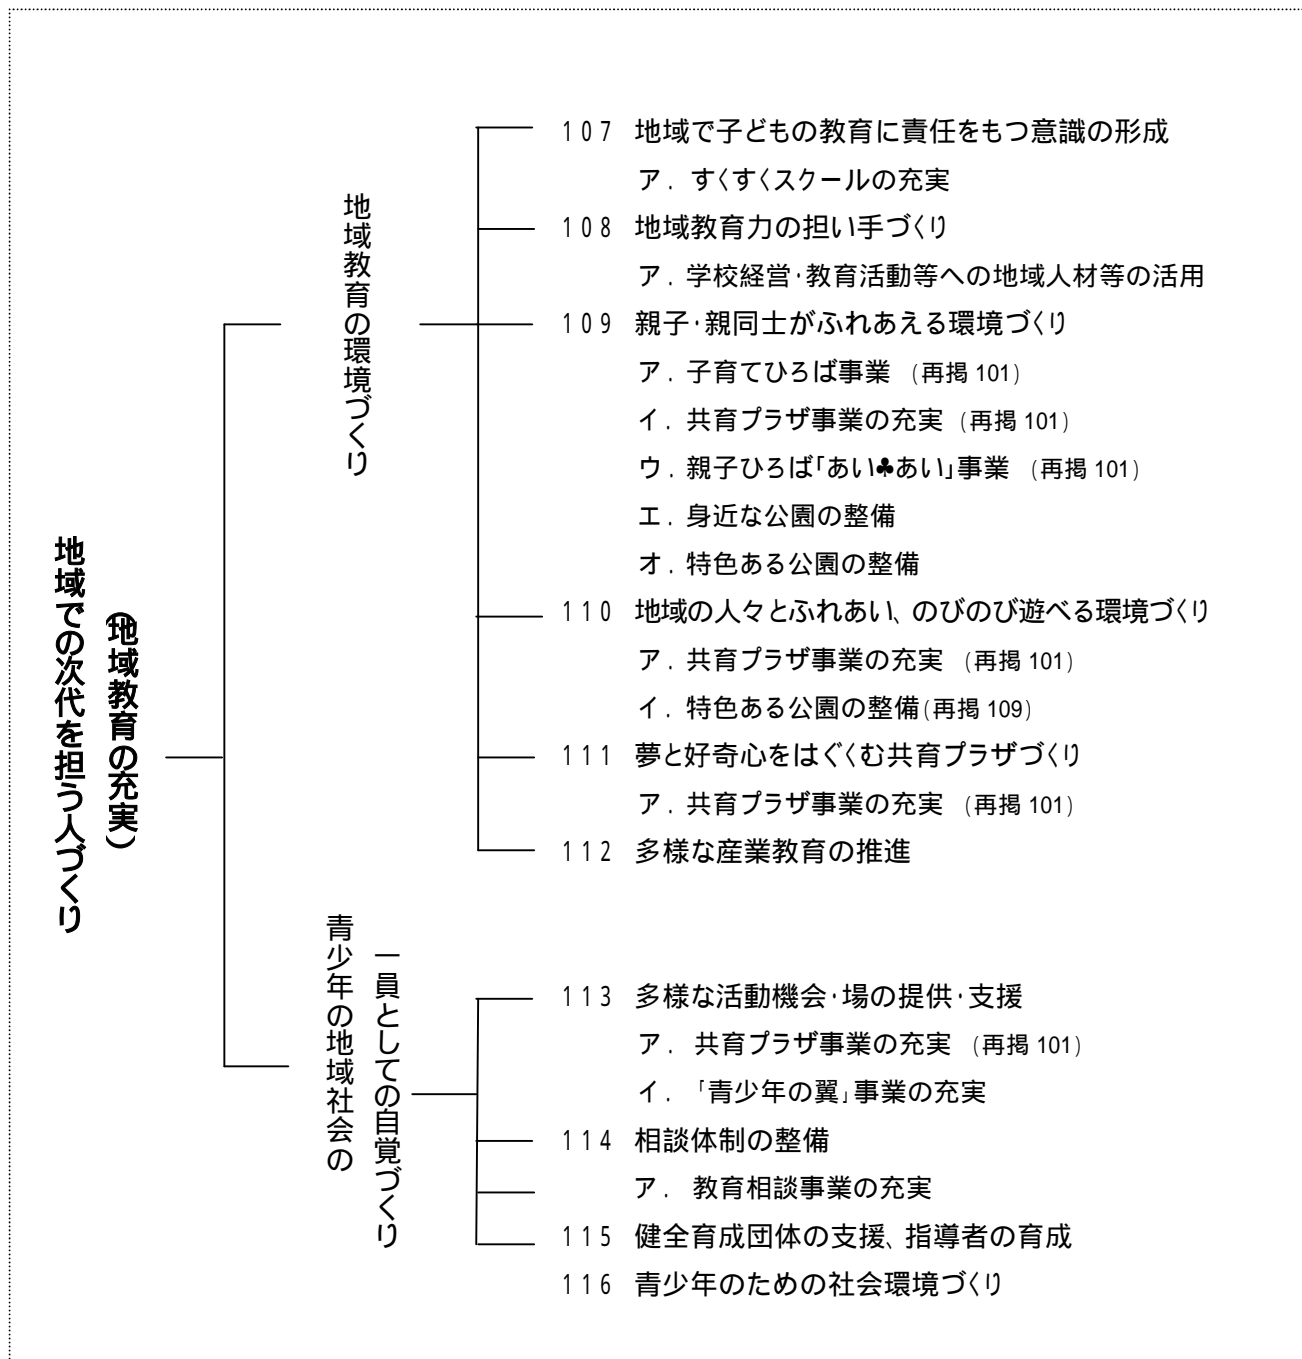 地域での次代を担う人づくり
(地域教育の充実)
地域教育の環境づくり
107 地域で子どもの教育に責任をもつ意識の形成
ア. すくすくスクールの充実
108 地域教育力の担い手づくり
ア. 学校経営・教育活動等への地域人材等の活用
109 親子・親同士がふれあえる環境づくり
ア. 子育てひろば事業 (再掲 101)
イ. 共育プラザ事業の充実 (再掲 101)
ウ. 親子ひろば「あい♣あい」事業 (再掲 101)
エ. 身近な公園の整備
オ. 特色ある公園の整備
110 地域の人々とふれあい、のびのび遊べる環境づくり
ア. 共育プラザ事業の充実 (再掲 101)
イ. 特色ある公園の整備(再掲 109)
111 夢と好奇心をはぐくむ共育プラザづくり
ア. 共育プラザ事業の充実 (再掲 101)
112 多様な産業教育の推進
青少年の地域社会の
一員としての自覚づくり
113 多様な活動機会・場の提供・支援
ア. 共育プラザ事業の充実 (再掲 101)
イ. 「青少年の翼」事業の充実
114 相談体制の整備
ア. 教育相談事業の充実
115 健全育成団体の支援、指導者の育成
116 青少年のための社会環境づくり